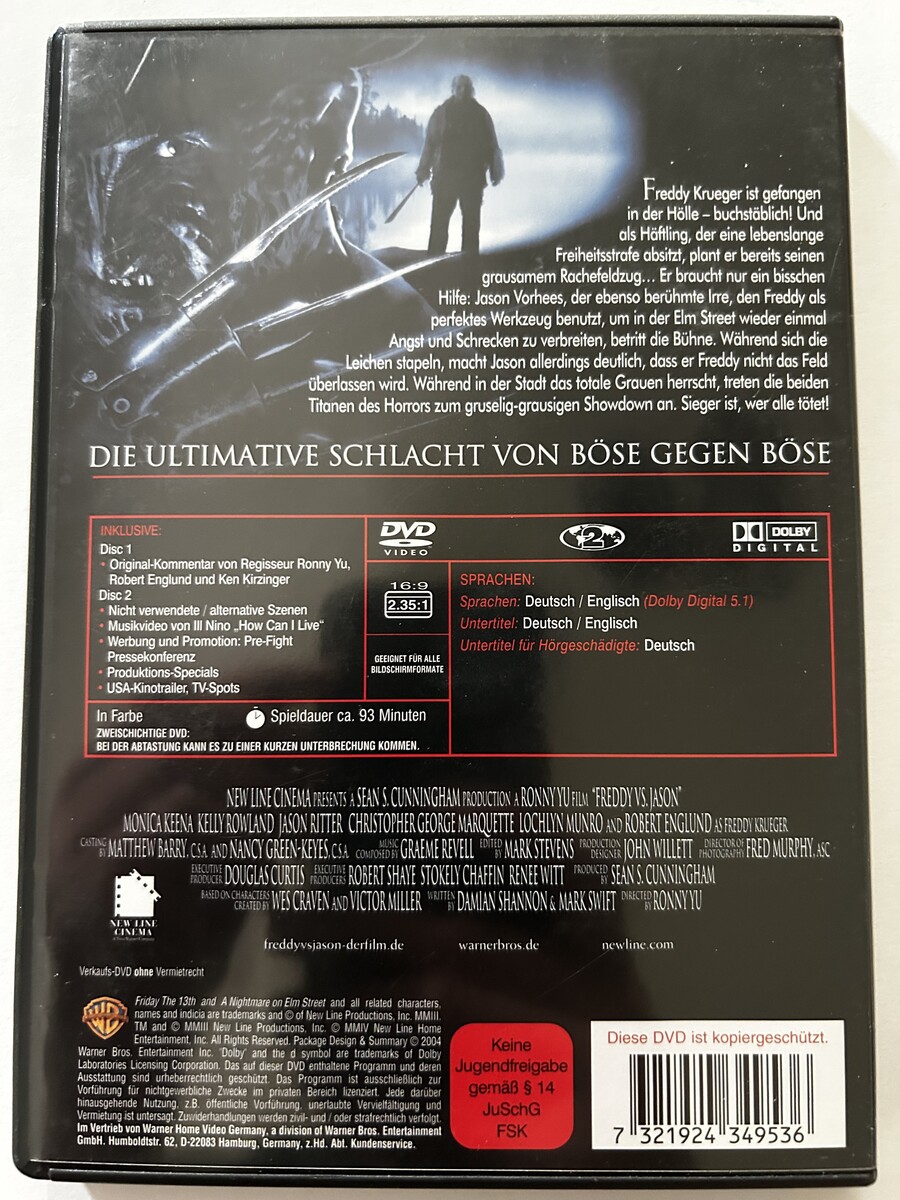 Freddy Krueger ist gefangen
in der Hölle – buchstäblich! Und
als Häftling, der eine lebenslange
Freiheitsstrafe absitzt, plant er bereits seinen
grausamem Rachefeldzug... Er braucht nur ein bisschen
Hilfe: Jason Vorhees, der ebenso berühmte Irre, den Freddy als
perfektes Werkzeug benutzt, um in der Elm Street wieder einmal
Angst und Schrecken zu verbreiten, betritt die Bühne. Während sich die
Leichen stapeln, macht Jason allerdings deutlich, dass er Freddy nicht das Feld
überlassen wird. Während in der Stadt das totale Grauen herrscht, treten die beiden
Titanen des Horrors zum gruselig-grausigen Showdown an. Sieger ist, wer alle tötet!
DIE ULTIMATIVE SCHLACHT VON BÖSE GEGEN BÖSE
INKLUSIVE:
Disc 1
• Original-Kommentar von Regisseur Ronny Yu,
Robert Englund und Ken Kirzinger
Disc 2
• Nicht verwendete / alternative Szenen
• Musikvideo von Ill Nino „How Can I Live“
• Werbung und Promotion: Pre-Fight
Pressekonferenz
• Produktions-Specials
• USA-Kinotrailer, TV-Spots
In Farbe
Spieldauer ca. 93 Minuten
ZWEISCHICHTIGE DVD:
BEI DER ABTASTUNG KANN ES ZU EINER KURZEN UNTERBRECHUNG KOMMEN.
DVD
VIDEO
2
DOLBY
DIGITAL
16:9
2.35:1
GEEIGNET FÜR ALLE
BILDSCHIRMFORMATE
SPRACHEN:
Sprachen: Deutsch / Englisch (Dolby Digital 5.1)
Untertitel: Deutsch / Englisch
Untertitel für Hörgeschädigte: Deutsch
NEW LINE CINEMA PRESENTS A SEAN S. CUNNINGHAM PRODUCTION A RONNY YU FILM "FREDDY VS. JASON"
MONICA KEENA KELLY ROWLAND JASON RITTER CHRISTOPHER GEORGE MARQUETTE LOCHLYN MUNRO AND ROBERT ENGLUND AS FREDDY KRUEGER
CASTING BY MATTHEW BARRY, C.S.A. AND NANCY GREEN-KEYES, C.S.A. MUSIC COMPOSED BY GRAEME REVELL EDITED BY MARK STEVENS PRODUCTION DESIGNER JOHN WILLETT DIRECTOR OF PHOTOGRAPHY FRED MURPHY, ASC
EXECUTIVE PRODUCER DOUGLAS CURTIS EXECUTIVE PRODUCERS ROBERT SHAYE STOKELY CHAFFIN RENEE WITT PRODUCED BY SEAN S. CUNNINGHAM
BASED ON CHARACTERS CREATED BY WES CRAVEN AND VICTOR MILLER WRITTEN BY DAMIAN SHANNON & MARK SWIFT DIRECTED BY RONNY YU
NEW LINE
CINEMA
freddyvsjason-derfilm.de warnerbros.de newline.com
Verkaufs-DVD ohne Vermietrecht
WB
Friday The 13th and A Nightmare on Elm Street and all related characters,
names and indicia are trademarks and © of New Line Productions, Inc. MMIII.
TM and © MMIII New Line Productions, Inc. © MMIV New Line Home
Entertainment, Inc. All Rights Reserved. Package Design & Summary © 2004
Warner Bros. Entertainment Inc. 'Dolby' and the d symbol are trademarks of Dolby
Laboratories Licensing Corporation. Das auf dieser DVD enthaltene Programm und deren
Ausstattung sind urheberrechtlich geschützt. Das Programm ist ausschließlich zur
Vorführung für nichtgewerbliche Zwecke im privaten Bereich lizenziert. Jede darüber
hinausgehende Nutzung, z.B. öffentliche Vorführung, unerlaubte Vervielfältigung und
Vermietung ist untersagt. Zuwiderhandlungen werden zivil- und / oder strafrechtlich verfolgt.
Im Vertrieb von Warner Home Video Germany, a division of Warner Bros. Entertainment
GmbH. Humboldtstr. 62, D-22083 Hamburg, Germany, z.Hd. Abt. Kundenservice.
Keine
Jugendfreigabe
gemäß § 14
JuSchG
FSK
Diese DVD ist kopiergeschützt.
7 321924 349536